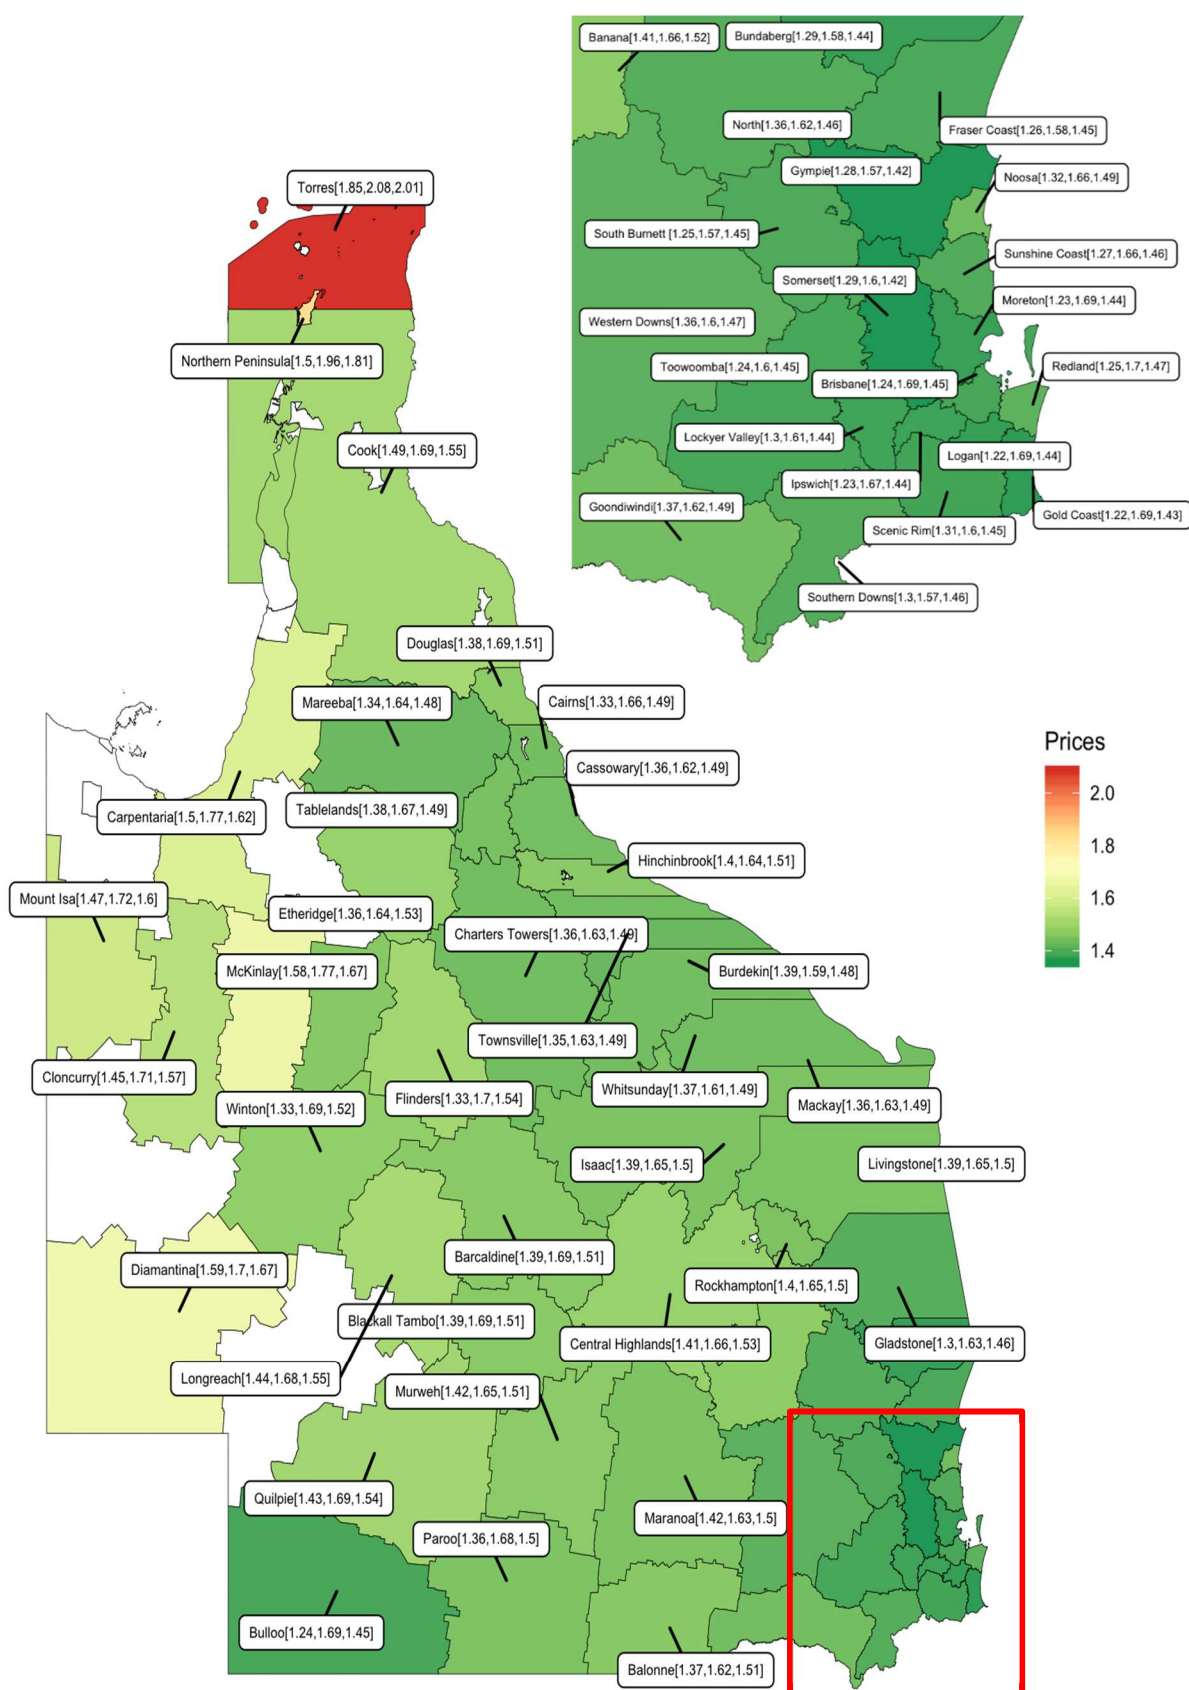 Banana[1.41,1.66,1.52]
Bundaberg[1.29,1.58,1.44]
North[1.36,1.62,1.46]
Fraser Coast[1.26,1.58,1.45]
Gympie[1.28,1.57,1.42]
Noosa[1.32,1.66,1.49]
South Burnett [1.25,1.57,1.45]
Sunshine Coast[1.27,1.66,1.46]
Somerset[1.29,1.6,1.42]
Moreton[1.23,1.69,1.44]
Western Downs[1.36,1.6,1.47]
Toowoomba[1.24,1.6,1.45]
Redland[1.25,1.7,1.47]
Brisbane[1.24,1.69,1.45]
Lockyer Valley[1.3,1.61,1.44]
Logan[1.22,1.69,1.44]
Ipswich[1.23,1.67,1.44]
Goondiwindi[1.37,1.62,1.49]
Gold Coast[1.22,1.69,1.43]
Scenic Rim[1.31,1.6,1.45]
Southern Downs[1.3,1.57,1.46]
Torres[1.85,2.08,2.01]
Northern Peninsula[1.5,1.96,1.81]
Cook[1.49,1.69,1.55]
Douglas[1.38,1.69,1.51]
Mareeba[1.34,1.64,1.48]
Cairns[1.33,1.66,1.49]
Cassowary[1.36,1.62,1.49]
Carpentaria[1.5,1.77,1.62]
Tablelands[1.38,1.67,1.49]
Hinchinbrook[1.4,1.64,1.51]
Mount Isa[1.47,1.72,1.6]
Etheridge[1.36,1.64,1.53]
Charters Towers[1.36,1.63,1.49]
McKinlay[1.58,1.77,1.67]
Burdekin[1.39,1.59,1.48]
Townsville[1.35,1.63,1.49]
Cloncurry[1.45,1.71,1.57]
Whitsunday[1.37,1.61,1.49]
Flinders[1.33,1.7,1.54]
Winton[1.33,1.69,1.52]
Mackay[1.36,1.63,1.49]
Isaac[1.39,1.65,1.5]
Livingstone[1.39,1.65,1.5]
Barcaldine[1.39,1.69,1.51]
Diamantina[1.59,1.7,1.67]
Rockhampton[1.4,1.65,1.5]
Blackall Tambo[1.39,1.69,1.51]
Central Highlands[1.41,1.66,1.53]
Gladstone[1.3,1.63,1.46]
Longreach[1.44,1.68,1.55]
Murweh[1.42,1.65,1.51]
Quilpie[1.43,1.69,1.54]
Maranoa[1.42,1.63,1.5]
Paroo[1.36,1.68,1.5]
Bulloo[1.24,1.69,1.45]
Balonne[1.37,1.62,1.51]
Prices
2.0
1.8
1.6
1.4